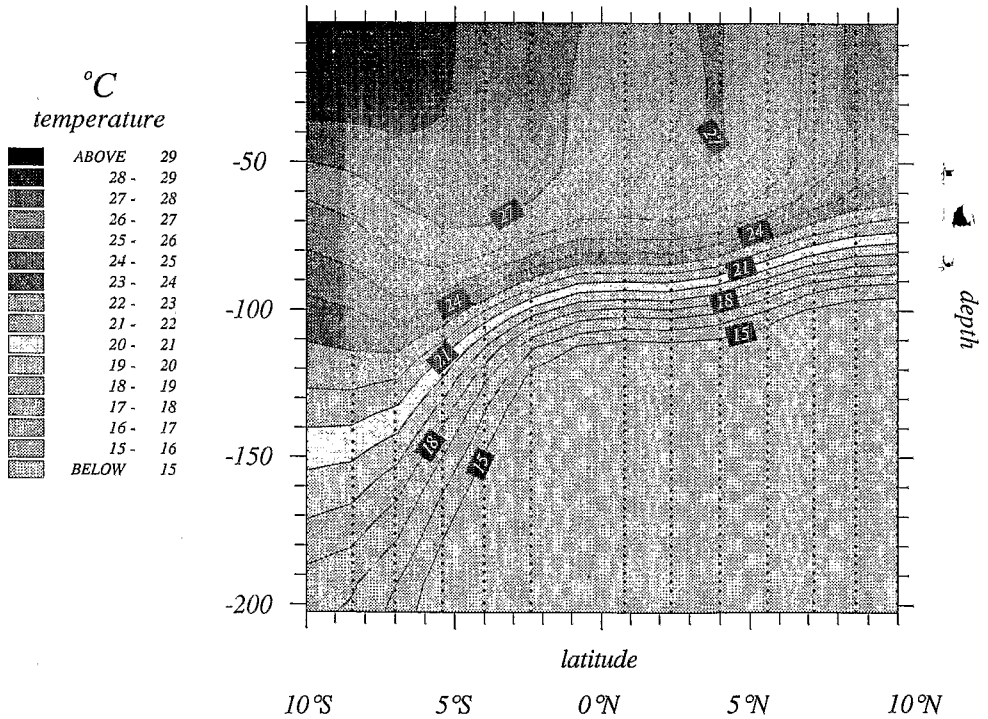 °C
temperature
ABOVE 29
28 - 29
27 - 28
26 - 27
25 - 26
24 - 25
23 - 24
22 - 23
21 - 22
20 - 21
19 - 20
18 - 19
17 - 18
16 - 17
15 - 16
BELOW 15
-50
-100
-150
-200
27
24
21
18
15
24
21
18
15
depth
latitude
10°S 5°S 0°N 5°N 10°N